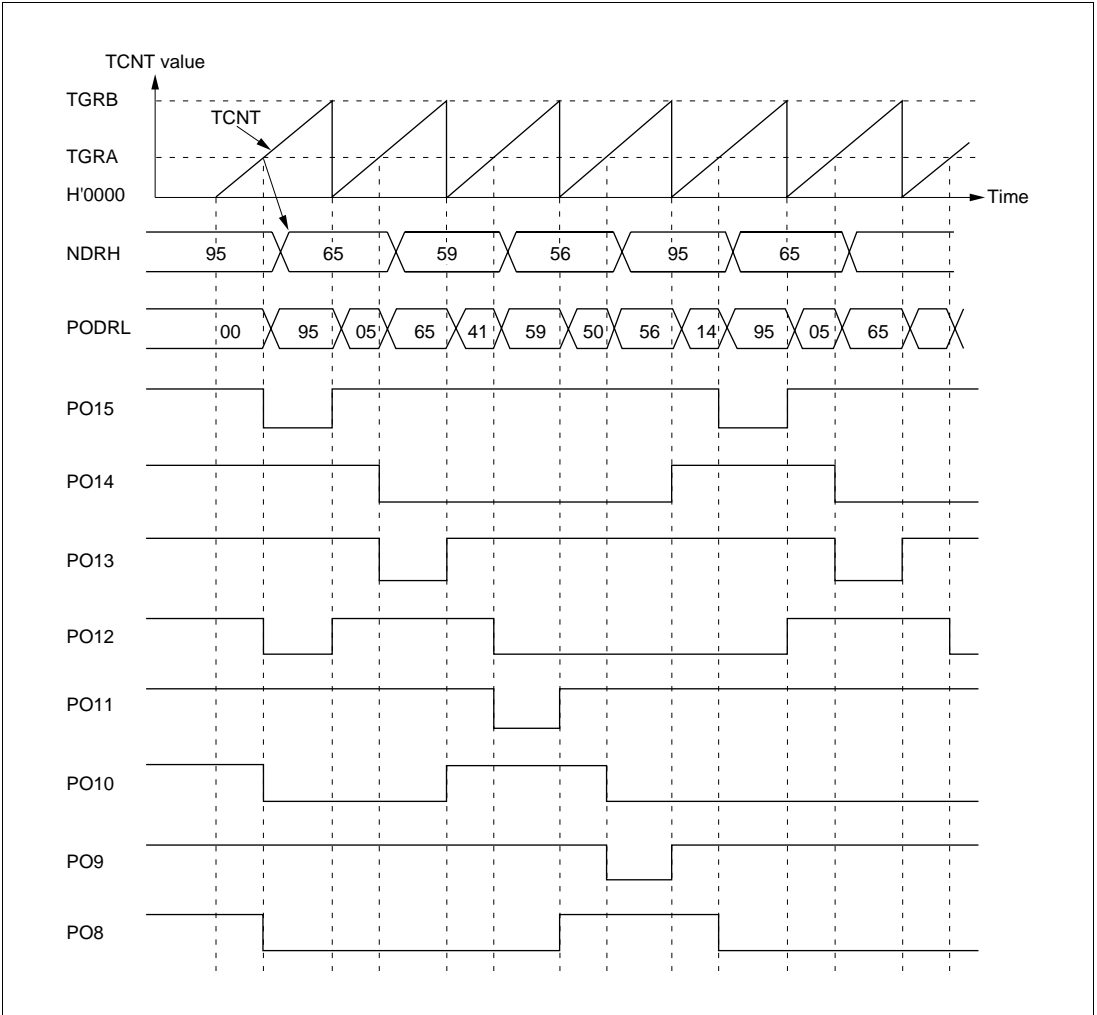 TCNT value
TGRB
TCNT
TGRA
H'0000
Time
NDRH 95 65 59 56 95 65
PODRL 00 95 05 65 41 59 50 56 14 95 05 65
PO15
PO14
PO13
PO12
PO11
PO10
PO9
PO8